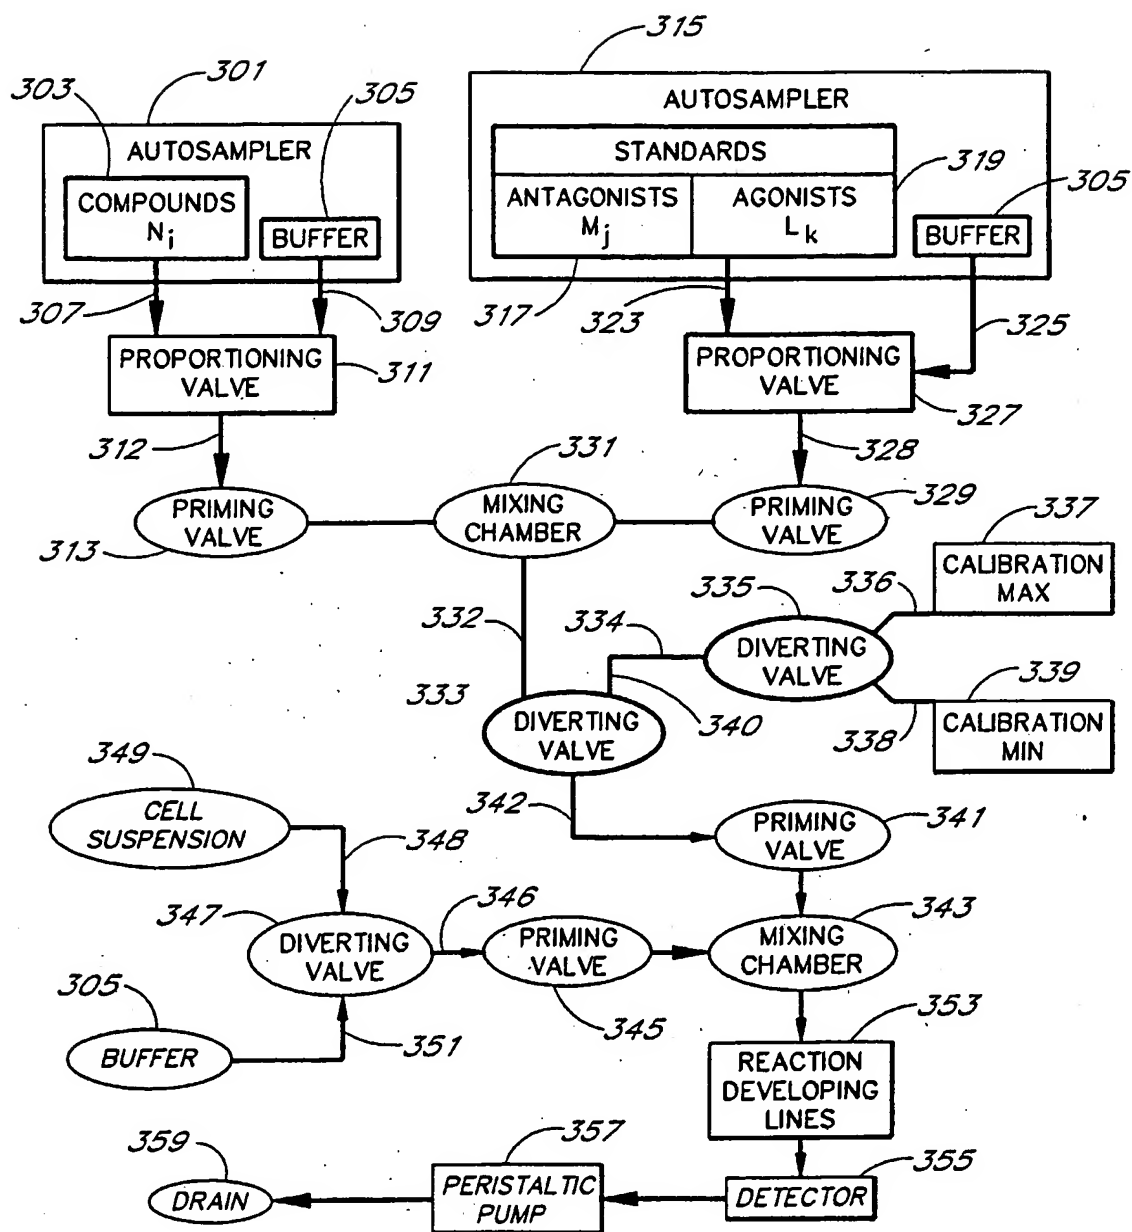 315
301
303
305
AUTOSAMPLER
AUTOSAMPLER
STANDARDS
319
305
COMPOUNDS
N i
BUFFER
ANTAGONISTS
M j
AGONISTS
L k
BUFFER
307
309
317
323
325
PROPORTIONING
VALVE
311
PROPORTIONING
VALVE
327
312
328
331
329
PRIMING
VALVE
MIXING
CHAMBER
PRIMING
VALVE
313
337
336
CALIBRATION
MAX
335
332
334
DIVERTING
VALVE
333
340
339
338
CALIBRATION
MIN
DIVERTING
VALVE
349
CELL
SUSPENSION
342
PRIMING
VALVE
341
348
347
346
343
DIVERTING
VALVE
PRIMING
VALVE
MIXING
CHAMBER
305
BUFFER
351
345
353
REACTION
DEVELOPING
LINES
359
357
355
DRAIN
PERISTALTIC
PUMP
DETECTOR